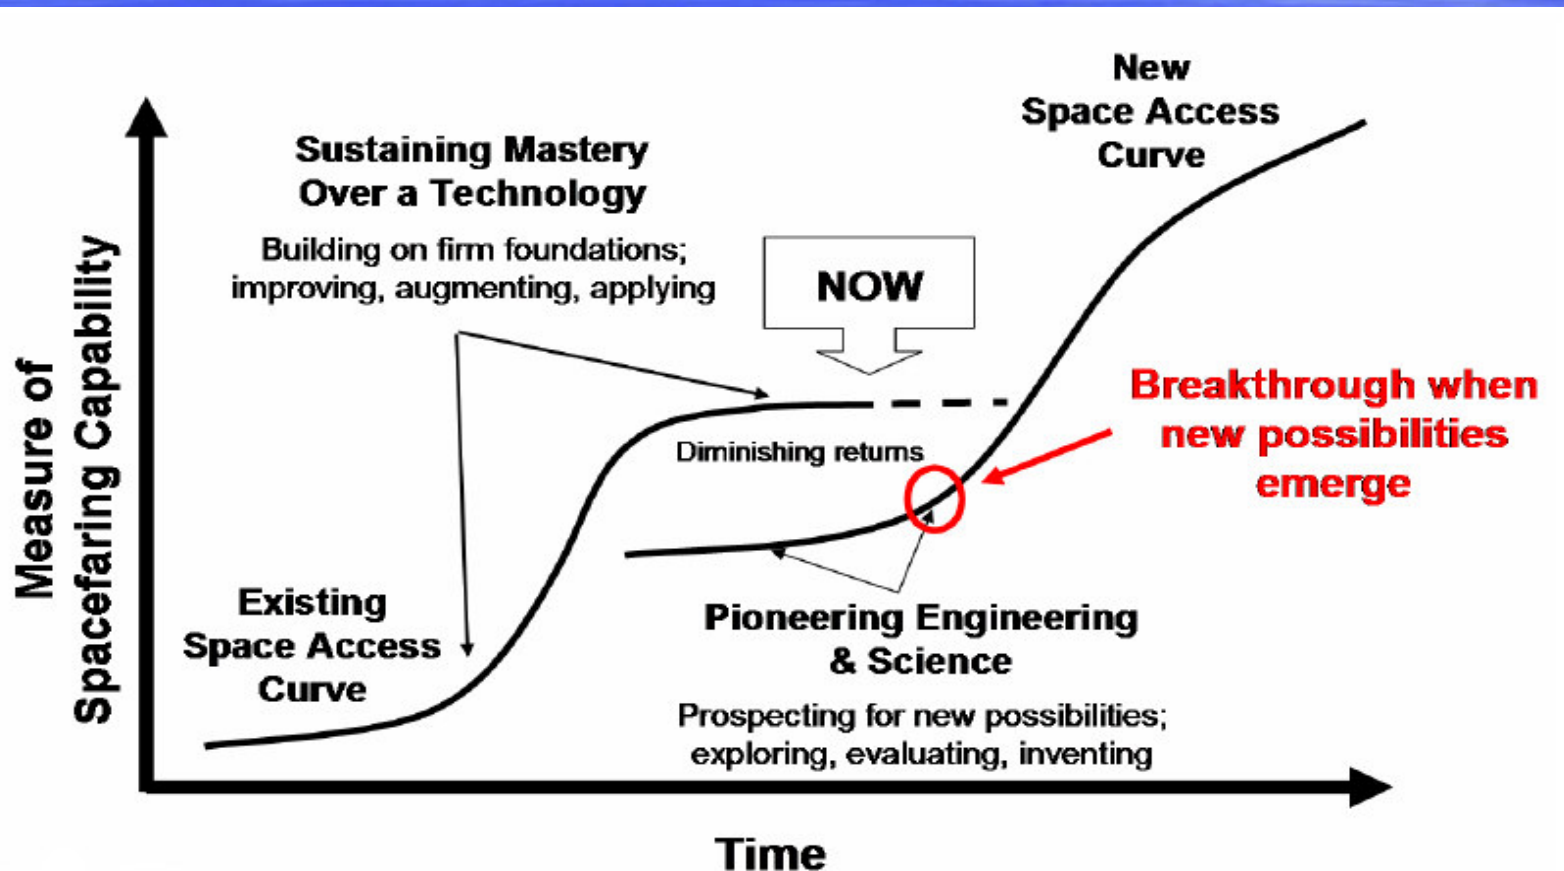 New
Space Access
Curve
Sustaining Mastery
Over a Technology
Building on firm foundations;
improving, augmenting, applying
NOW
Measure of
Spacefaring Capability
Breakthrough when
new possibilities
emerge
Diminishing returns
Existing
Space Access
Curve
Pioneering Engineering
& Science
Prospecting for new possibilities;
exploring, evaluating, inventing
Time